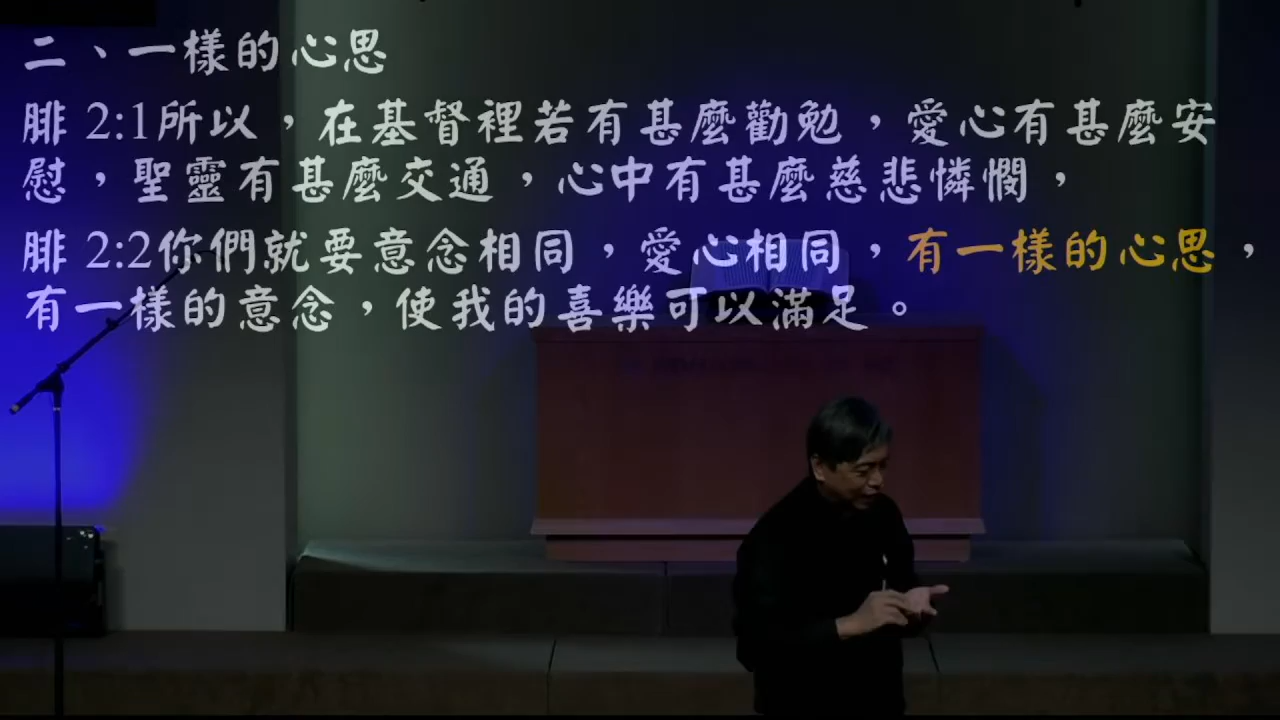 二、一樣的心思
腓 2:1所以，在基督裡若有甚麼勸勉，愛心有甚麼安
慰，聖靈有甚麼交通，心中有甚麼慈悲憐憫，
腓 2:2你們就要意念相同，愛心相同，有一樣的心思，
有一樣的意念，使我的喜樂可以滿足。